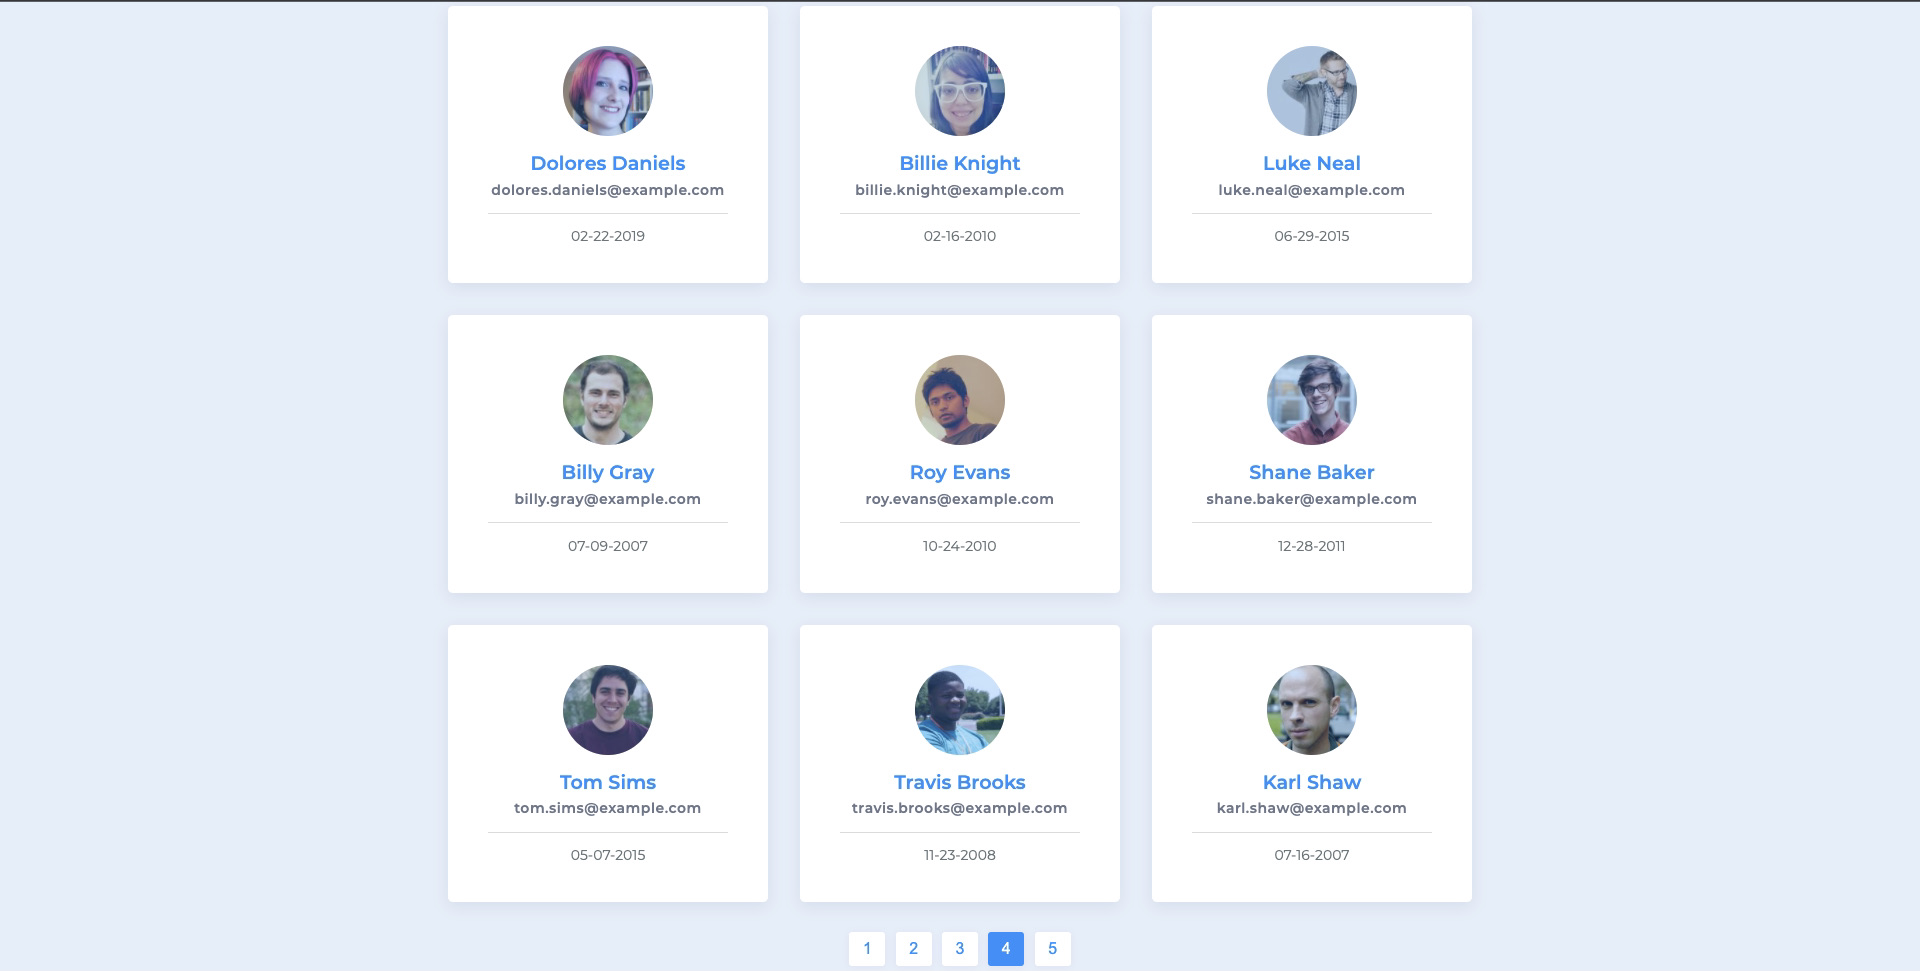 Dolores Daniels
dolores.daniels@example.com
02-22-2019
Billie Knight
billie.knight@example.com
02-16-2010
Luke Neal
luke.neal@example.com
06-29-2015
Billy Gray
billy.gray@example.com
07-09-2007
Roy Evans
roy.evans@example.com
10-24-2010
Shane Baker
shane.baker@example.com
12-28-2011
Tom Sims
tom.sims@example.com
05-07-2015
Travis Brooks
travis.brooks@example.com
11-23-2008
Karl Shaw
karl.shaw@example.com
07-16-2007
1 2 3 4 5